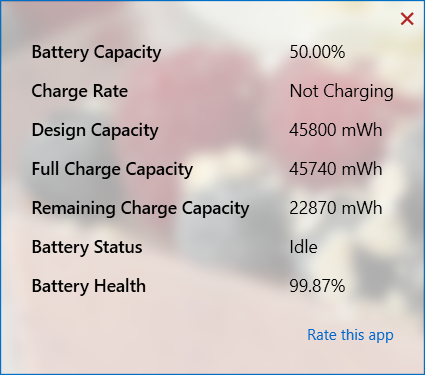 Battery Capacity 50.00%
Charge Rate Not Charging
Design Capacity 45800 mWh
Full Charge Capacity 45740 mWh
Remaining Charge Capacity 22870 mWh
Battery Status Idle
Battery Health 99.87%
Rate this app